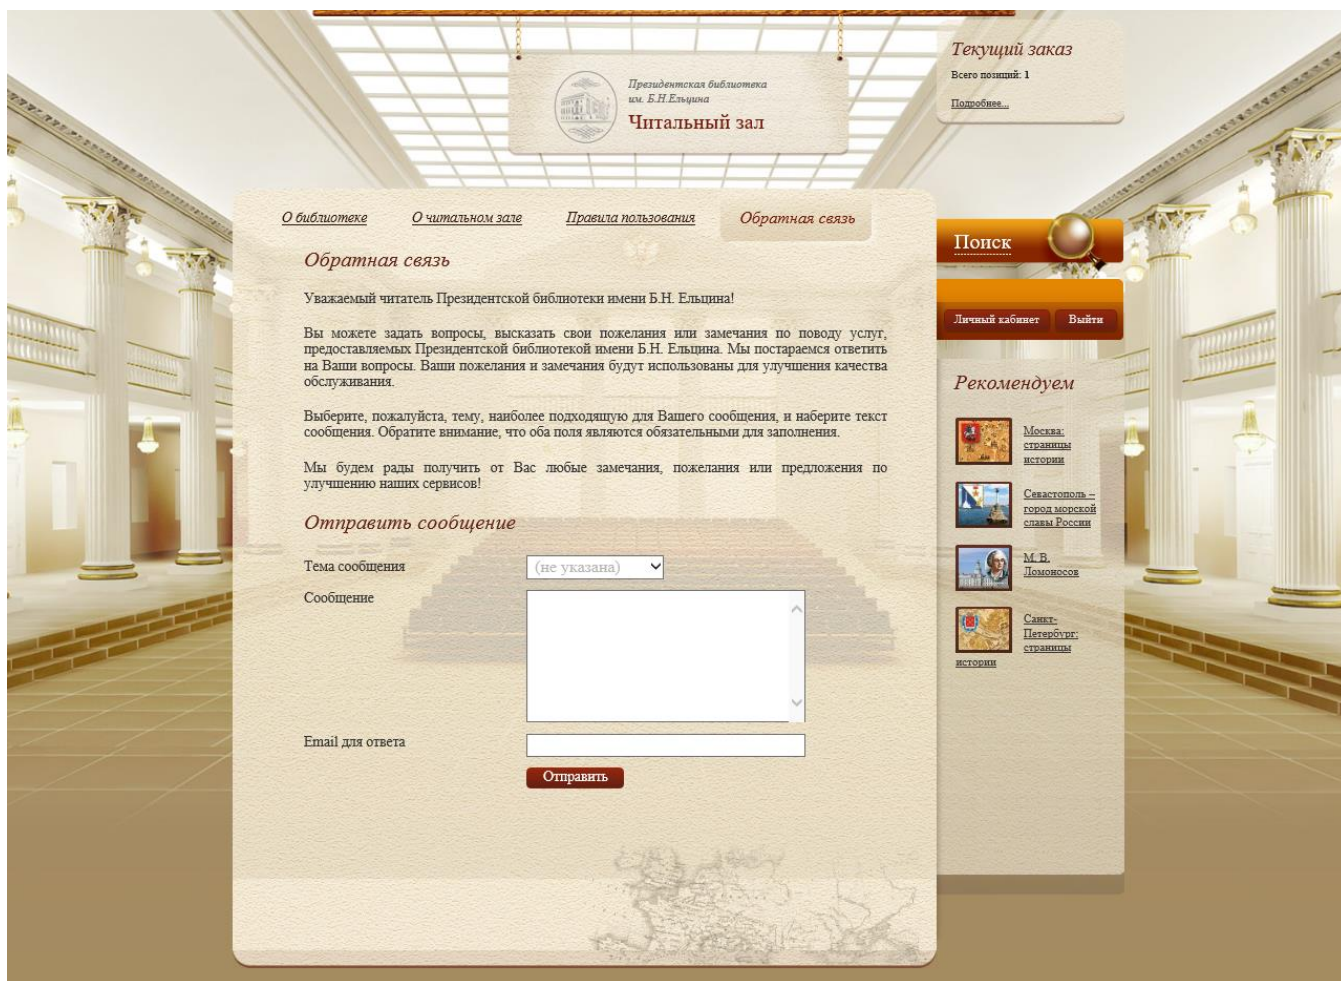 Президентская библиотека
им. Б.Н.Ельцина
Читальный зал
Текущий заказ
Всего позиций: 1
Подробнее...
О библиотеке
О читальном зале
Правила пользования
Обратная связь
Обратная связь
Уважаемый читатель Президентской библиотеки имени Б.Н. Ельцина!
Вы можете задать вопросы, высказать свои пожелания или замечания по поводу услуг,
предоставляемых Президентской библиотекой имени Б.Н. Ельцина. Мы постараемся ответить
на Ваши вопросы. Ваши пожелания и замечания будут использованы для улучшения качества
обслуживания.
Выберите, пожалуйста, тему, наиболее подходящую для Вашего сообщения, и наберите текст
сообщения. Обратите внимание, что оба поля являются обязательными для заполнения.
Мы будем рады получить от Вас любые замечания, пожелания или предложения по
улучшению наших сервисов!
Отправить сообщение
Тема сообщения
(не указана)
Сообщение
Email для ответа
Отправить
Поиск
Личный кабинет
Выйти
Рекомендуем
Москва:
страницы
истории
Севастополь –
город морской
славы России
М. В.
Ломоносов
Санкт-
Петербург:
страницы
истории